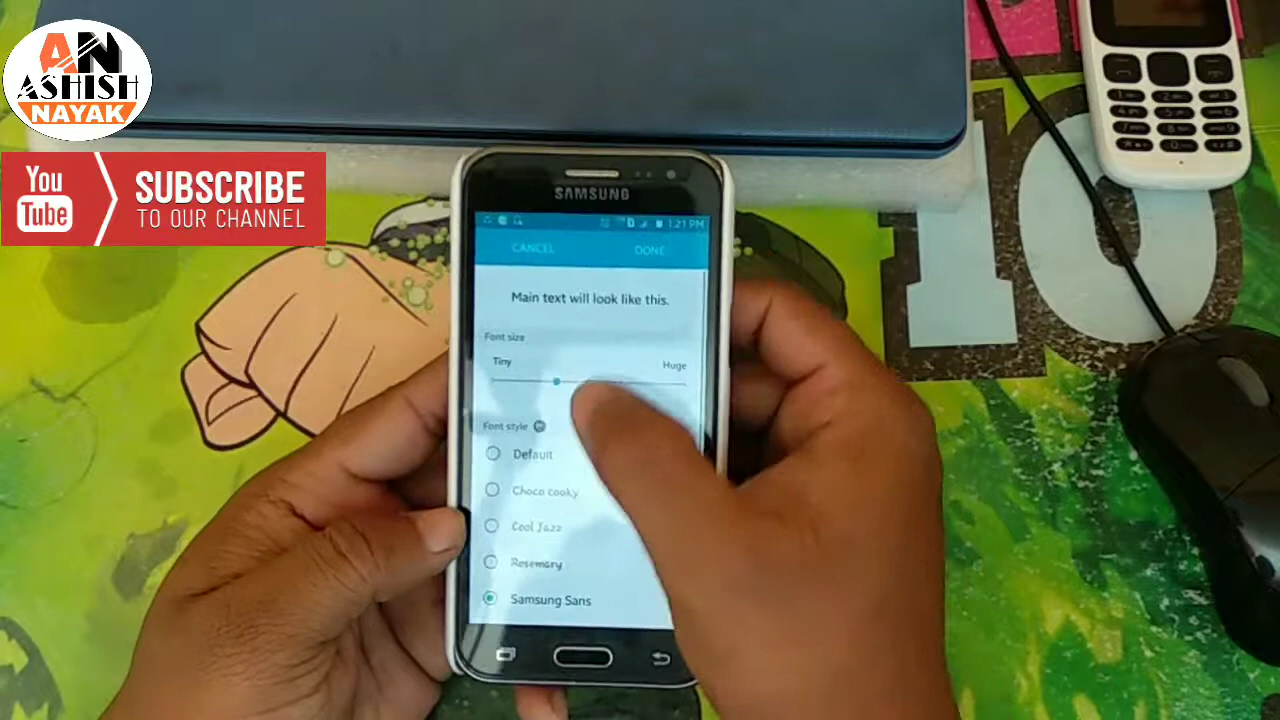 AN
ASHISH
NAYAK
You
Tube
SUBSCRIBE
TO OUR CHANNEL
SAMSUNG
1:21 PM
CANCEL
DONE
Main text will look like this.
Font size
Tiny
Huge
Font style
Default
Choco cooky
Cool Jazz
Rosemary
Samsung Sans
10